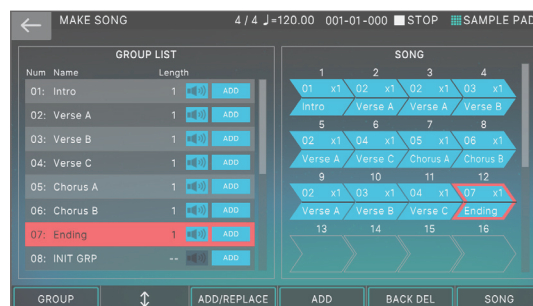 MAKE SONG 4 / 4 ♩=120.00 001-01-000 STOP SAMPLE PAD
GROUP LIST
Num Name Length
01: Intro 1 ADD
02: Verse A 1 ADD
03: Verse B 1 ADD
04: Verse C 1 ADD
05: Chorus A 1 ADD
06: Chorus B 1 ADD
07: Ending 1 ADD
08: INIT GRP -- ADD
SONG
1 2 3 4
01 x1 02 x1 02 x1 03 x1
Intro Verse A Verse A Verse B
5 6 7 8
02 x1 04 x1 05 x1 06 x1
Verse A Verse C Chorus A Chorus B
9 10 11 12
02 x1 03 x1 04 x1 07 x1
Verse A Verse B Verse C Ending
13 14 15 16
GROUP ADD/REPLACE ADD BACK DEL SONG